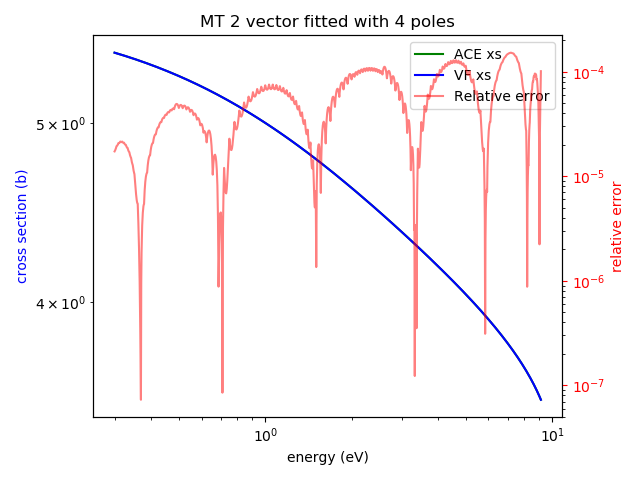 MT 2 vector fitted with 4 poles
ACE xs
VF xs
Relative error
cross section (b)
5 × 10⁰
4 × 10⁰
10⁻⁴
10⁻⁵
10⁻⁶
10⁻⁷
relative error
10⁰
10¹
energy (eV)